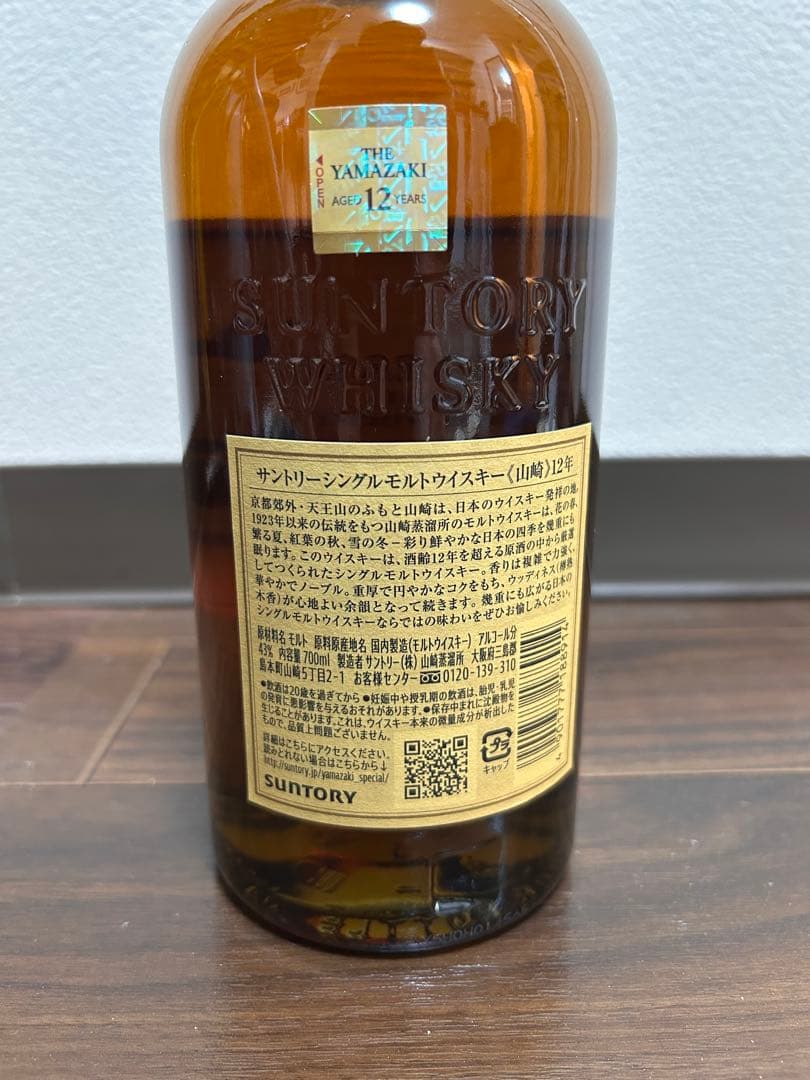 OPEN
THE
YAMAZAKI
AGED 12 YEARS
SUNTORY
WHISKY
サントリーシングルモルトウイスキー《山崎》12年
京都郊外・天王山のふもと山崎は、日本のウイスキー発祥の地。
1923年以来の伝統をもつ山崎蒸溜所のモルトウイスキーは、花の春、
繁る夏、紅葉の秋、雪の冬–彩り鮮やかな日本の四季を幾重にも
眠ります。このウイスキーは、酒齢12年を超える原酒の中から厳選
してつくられたシングルモルトウイスキー。香りは複雑で力強く、
華やかでノーブル。重厚で円やかなコクをもち、ウッディネス(樽熟
木香)が心地よい余韻となって続きます。幾重にも広がる日本の
シングルモルトウイスキーならではの味わいをぜひお愉しみください。
原材料名 モルト 原料原産地名 国内製造(モルトウイスキー) アルコール分
43% 内容量 700ml 製造者 サントリー(株) 山崎蒸溜所 大阪府三島郡
島本町山崎5丁目2-1 お客様センター 0120-139-310
●飲酒は20歳を過ぎてから ●妊娠中や授乳期の飲酒は、胎児・乳児
の発育に悪影響を与えるおそれがあります。●保存中まれに沈殿物を
生じることがあります。これは、ウイスキー本来の微量成分が析出した
もので、品質上問題ございません。
詳細はこちらにアクセスください。
読みとれない場合はこちらから↓
http://suntory.jp/yamazaki_special/
SUNTORY
プラ
キャップ
4901777186914